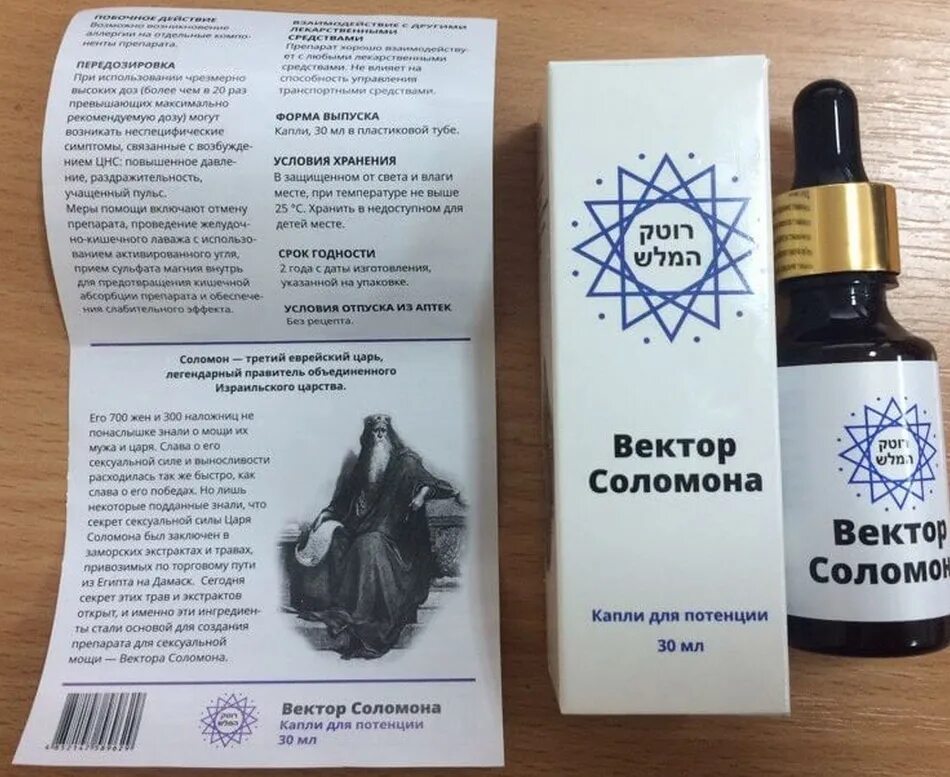 ПОБОЧНОЕ ДЕЙСТВИЕ
Возможно возникновение
аллергии на отдельные компо-
ненты препарата.
ПЕРЕДОЗИРОВКА
При использовании чрезмерно
высоких доз (более чем в 20 раз
превышающих максимально
рекомендуемую дозу) могут
возникать неспецифические
симптомы, связанные с возбужде-
нием ЦНС: повышенное давле-
ние, раздражительность,
учащенный пульс.
Меры помощи включают отмену
препарата, проведение желудоч-
но-кишечного лаважа с использо-
ванием активированного угля,
прием сульфата магния внутрь
для предотвращения кишечной
абсорбции препарата и обеспече-
ния слабительного эффекта.
ВЗАИМОДЕЙСТВИЕ С ДРУГИМИ
ЛЕКАРСТВЕННЫМИ
СРЕДСТВАМИ
Препарат хорошо взаимодейству-
ет с любыми лекарственными
средствами. Не влияет на
способность управления
транспортными средствами.
ФОРМА ВЫПУСКА
Капли, 30 мл в пластиковой тубе.
УСЛОВИЯ ХРАНЕНИЯ
В защищенном от света и влаги
месте, при температуре не выше
25 °C. Хранить в недоступном для
детей месте.
СРОК ГОДНОСТИ
2 года с даты изготовления,
указанной на упаковке.
УСЛОВИЯ ОТПУСКА ИЗ АПТЕК
Без рецепта.
Соломон — третий еврейский царь,
легендарный правитель объединенного
Израильского царства.
Его 700 жен и 300 наложниц не
понаслышке знали о мощи их
мужа и царя. Слава о его
сексуальной силе и выносливости
расходилась так же быстро, как
слава о его победах. Но лишь
некоторые подданные знали, что
секрет сексуальной силы Царя
Соломона был заключен в
заморских экстрактах и травах,
привозимых по торговому пути
из Египта на Дамаск. Сегодня
секрет этих трав и экстрактов
открыт, и именно эти ингредиен-
ты стали основой для создания
препарата для сексуальной
мощи — Вектора Соломона.
רוטק
המלש
Вектор Соломона
Капли для потенции
30 мл
רוטק
המלש
Вектор
Соломона
Капли для потенции
30 мл
רוטק
המלש
Вектор
Соломон